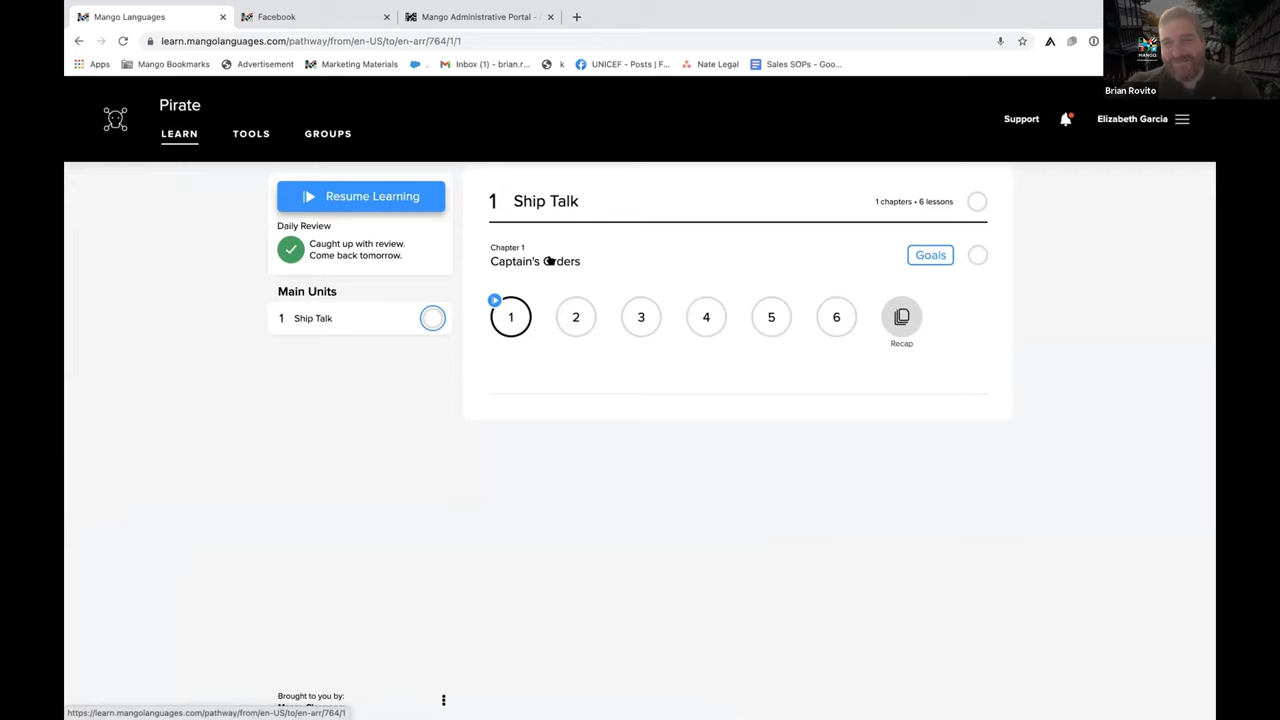 Mango Languages
Facebook
Mango Administrative Portal -
learn.mangolanguages.com/pathway/from/en-US/to/en-arr/764/1/1
Apps
Mango Bookmarks
Advertisement
Marketing Materials
Inbox (1) - brian.r...
k
UNICEF - Posts | F...
Nate Legal
Sales SOPs - Goo...
Brian Rovito
MANGO
Pirate
LEARN
TOOLS
GROUPS
Support
Elizabeth Garcia
Resume Learning
Daily Review
Caught up with review.
Come back tomorrow.
Main Units
1 Ship Talk
1 Ship Talk
1 chapters • 6 lessons
Chapter 1
Captain's Orders
Goals
1 2 3 4 5 6
Recap
Brought to you by:
https://learn.mangolanguages.com/pathway/from/en-US/to/en-arr/764/1